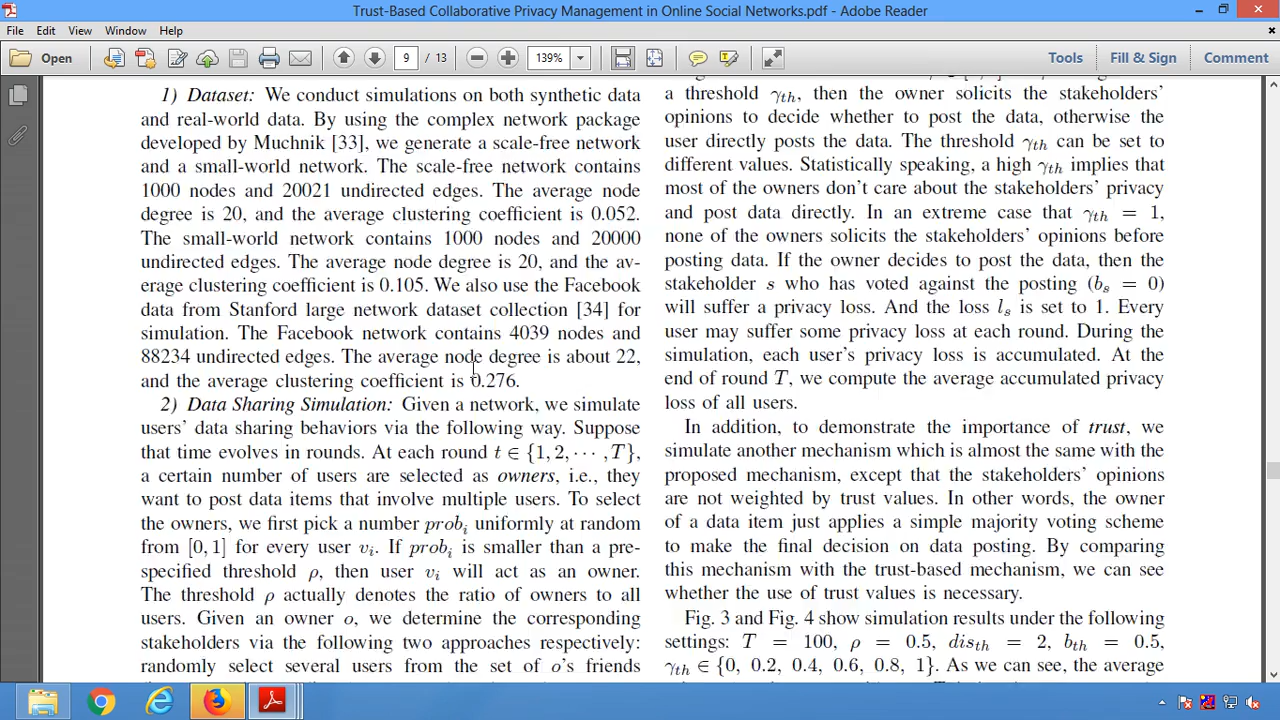 Trust-Based Collaborative Privacy Management in Online Social Networks.pdf - Adobe Reader
File Edit View Window Help
Open 9 / 13 139% Tools Fill & Sign Comment
1) Dataset: We conduct simulations on both synthetic data
and real-world data. By using the complex network package
developed by Muchnik [33], we generate a scale-free network
and a small-world network. The scale-free network contains
1000 nodes and 20021 undirected edges. The average node
degree is 20, and the average clustering coefficient is 0.052.
The small-world network contains 1000 nodes and 20000
undirected edges. The average node degree is 20, and the av-
erage clustering coefficient is 0.105. We also use the Facebook
data from Stanford large network dataset collection [34] for
simulation. The Facebook network contains 4039 nodes and
88234 undirected edges. The average node degree is about 22,
and the average clustering coefficient is 0.276.
2) Data Sharing Simulation: Given a network, we simulate
users' data sharing behaviors via the following way. Suppose
that time evolves in rounds. At each round t ∈ {1, 2, ⋯ , T},
a certain number of users are selected as owners, i.e., they
want to post data items that involve multiple users. To select
the owners, we first pick a number prob_i uniformly at random
from [0, 1] for every user v_i. If prob_i is smaller than a pre-
specified threshold ρ, then user v_i will act as an owner.
The threshold ρ actually denotes the ratio of owners to all
users. Given an owner o, we determine the corresponding
stakeholders via the following two approaches respectively:
randomly select several users from the set of o's friends
a threshold γ_th, then the owner solicits the stakeholders'
opinions to decide whether to post the data, otherwise the
user directly posts the data. The threshold γ_th can be set to
different values. Statistically speaking, a high γ_th implies that
most of the owners don't care about the stakeholders' privacy
and post data directly. In an extreme case that γ_th = 1,
none of the owners solicits the stakeholders' opinions before
posting data. If the owner decides to post the data, then the
stakeholder s who has voted against the posting (b_s = 0)
will suffer a privacy loss. And the loss l_s is set to 1. Every
user may suffer some privacy loss at each round. During the
simulation, each user's privacy loss is accumulated. At the
end of round T, we compute the average accumulated privacy
loss of all users.
In addition, to demonstrate the importance of trust, we
simulate another mechanism which is almost the same with the
proposed mechanism, except that the stakeholders' opinions
are not weighted by trust values. In other words, the owner
of a data item just applies a simple majority voting scheme
to make the final decision on data posting. By comparing
this mechanism with the trust-based mechanism, we can see
whether the use of trust values is necessary.
Fig. 3 and Fig. 4 show simulation results under the following
settings: T = 100, ρ = 0.5, dis_th = 2, b_th = 0.5,
γ_th ∈ {0, 0.2, 0.4, 0.6, 0.8, 1}. As we can see, the average